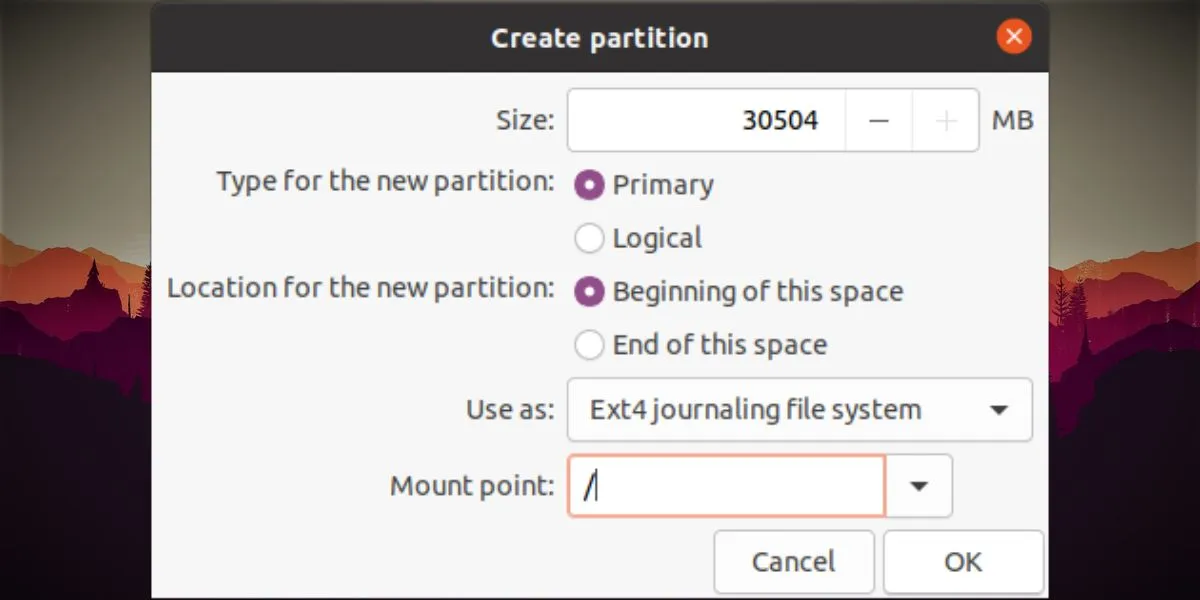 Create partition
Size: 30504 MB
Type for the new partition: Primary
Logical
Location for the new partition: Beginning of this space
End of this space
Use as: Ext4 journaling file system
Mount point: /
Cancel OK